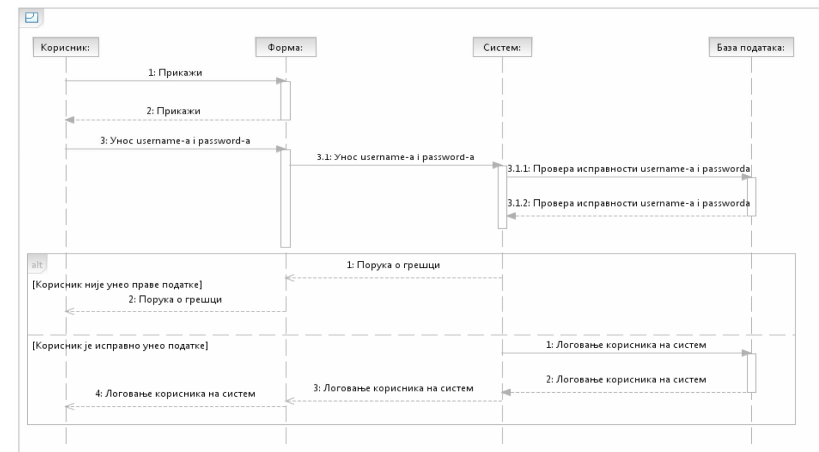 Корисник:
Форма:
Систем:
База података:
1: Прикажи
2: Прикажи
3: Унос username-a i password-a
3.1: Унос username-a i password-a
3.1.1: Провера исправности username-a i passworda
3.1.2: Провера исправности username-a i passworda
alt
1: Порука о грешци
[Корисник није унео праве податке]
2: Порука о грешци
[Корисник је исправно унео податке]
1: Логовање корисника на систем
2: Логовање корисника на систем
3: Логовање корисника на систем
4: Логовање корисника на систем